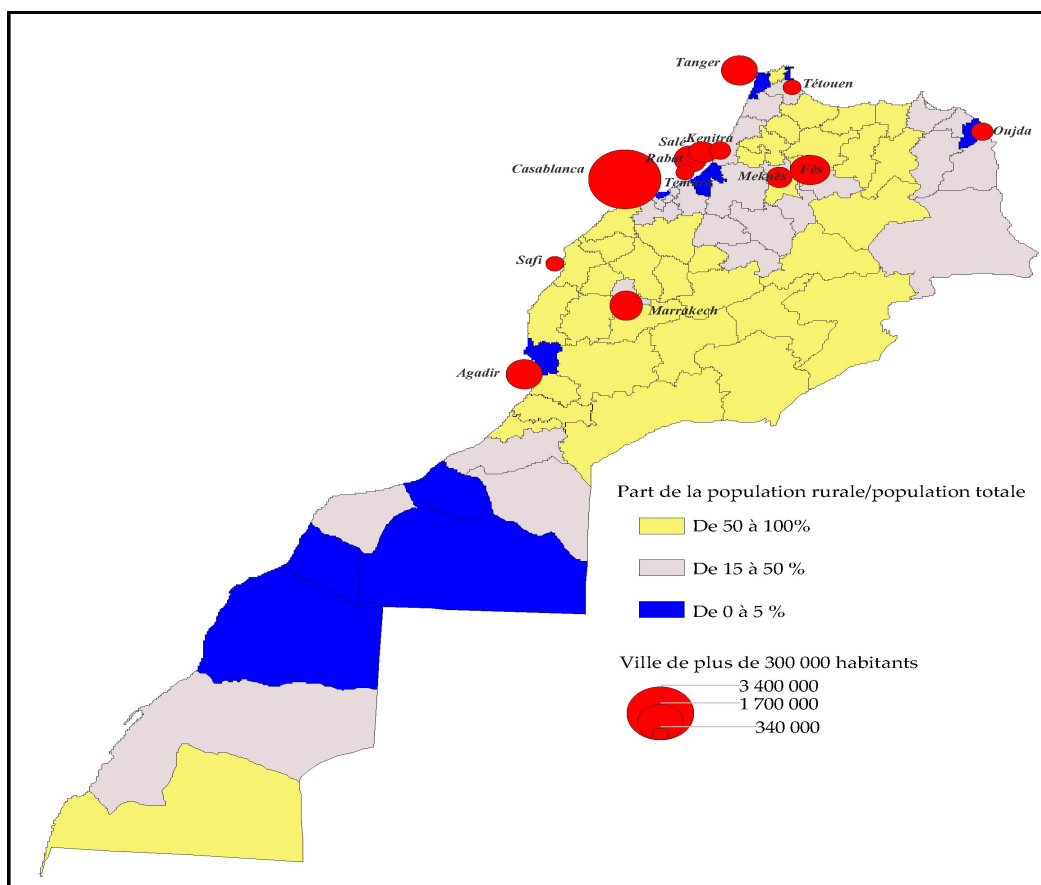 Tanger
Tétouen
Kenitra
Salé
Oujda
Rabat
Casablanca
Meknès
Fès
Safi
Marrakech
Agadir
Part de la population rurale/population totale
De 50 à 100%
De 15 à 50 %
De 0 à 5 %
Ville de plus de 300 000 habitants
3 400 000
1 700 000
340 000